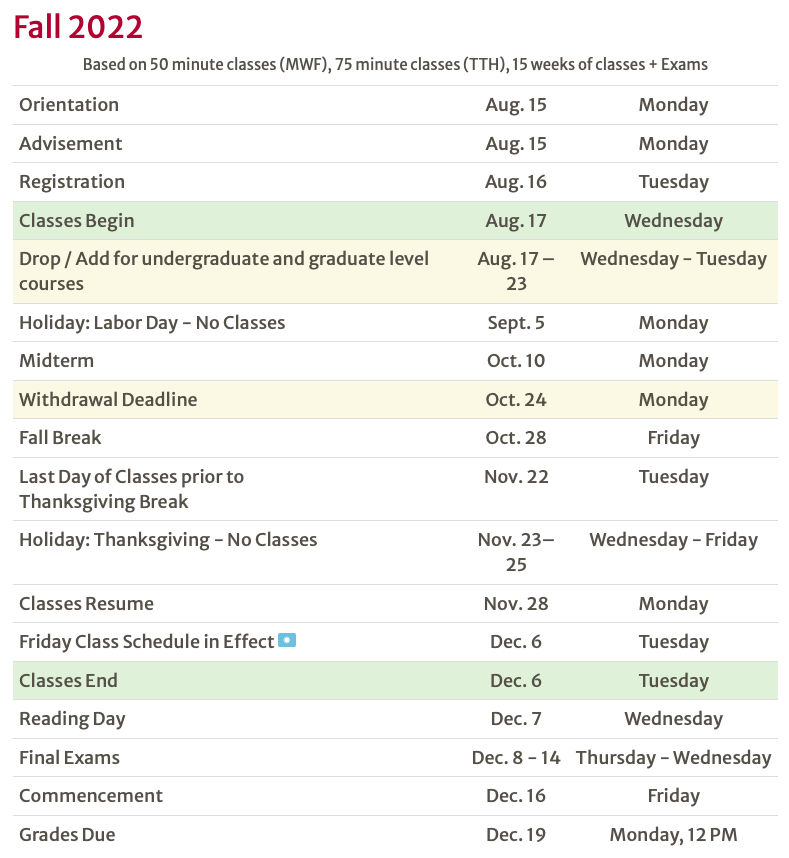 Fall 2022
Based on 50 minute classes (MWF), 75 minute classes (TTH), 15 weeks of classes + Exams
Orientation Aug. 15 Monday
Advisement Aug. 15 Monday
Registration Aug. 16 Tuesday
Classes Begin Aug. 17 Wednesday
Drop / Add for undergraduate and graduate level Aug. 17 – Wednesday - Tuesday
courses 23
Holiday: Labor Day - No Classes Sept. 5 Monday
Midterm Oct. 10 Monday
Withdrawal Deadline Oct. 24 Monday
Fall Break Oct. 28 Friday
Last Day of Classes prior to Nov. 22 Tuesday
Thanksgiving Break
Holiday: Thanksgiving - No Classes Nov. 23– Wednesday - Friday
25
Classes Resume Nov. 28 Monday
Friday Class Schedule in Effect Dec. 6 Tuesday
Classes End Dec. 6 Tuesday
Reading Day Dec. 7 Wednesday
Final Exams Dec. 8 - 14 Thursday - Wednesday
Commencement Dec. 16 Friday
Grades Due Dec. 19 Monday, 12 PM